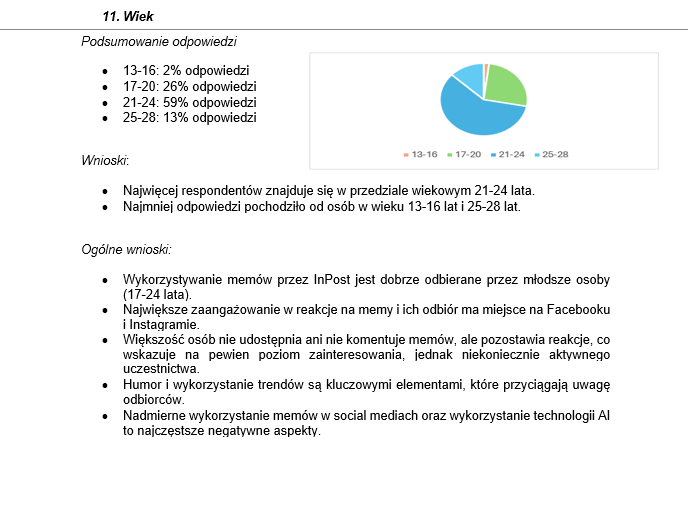 11. Wiek
Podsumowanie odpowiedzi
• 13-16: 2% odpowiedzi
• 17-20: 26% odpowiedzi
• 21-24: 59% odpowiedzi
• 25-28: 13% odpowiedzi
13-16 17-20 21-24 25-28
Wnioski:
• Najwięcej respondentów znajduje się w przedziale wiekowym 21-24 lata.
• Najmniej odpowiedzi pochodziło od osób w wieku 13-16 lat i 25-28 lat.
Ogólne wnioski:
• Wykorzystywanie memów przez InPost jest dobrze odbierane przez młodsze osoby
(17-24 lata).
• Największe zaangażowanie w reakcje na memy i ich odbiór ma miejsce na Facebooku
i Instagramie.
• Większość osób nie udostępnia ani nie komentuje memów, ale pozostawia reakcje, co
wskazuje na pewien poziom zainteresowania, jednak niekoniecznie aktywnego
uczestnictwa.
• Humor i wykorzystanie trendów są kluczowymi elementami, które przyciągają uwagę
odbiorców.
• Nadmierne wykorzystanie memów w social mediach oraz wykorzystanie technologii AI
to najczęstsze negatywne aspekty.